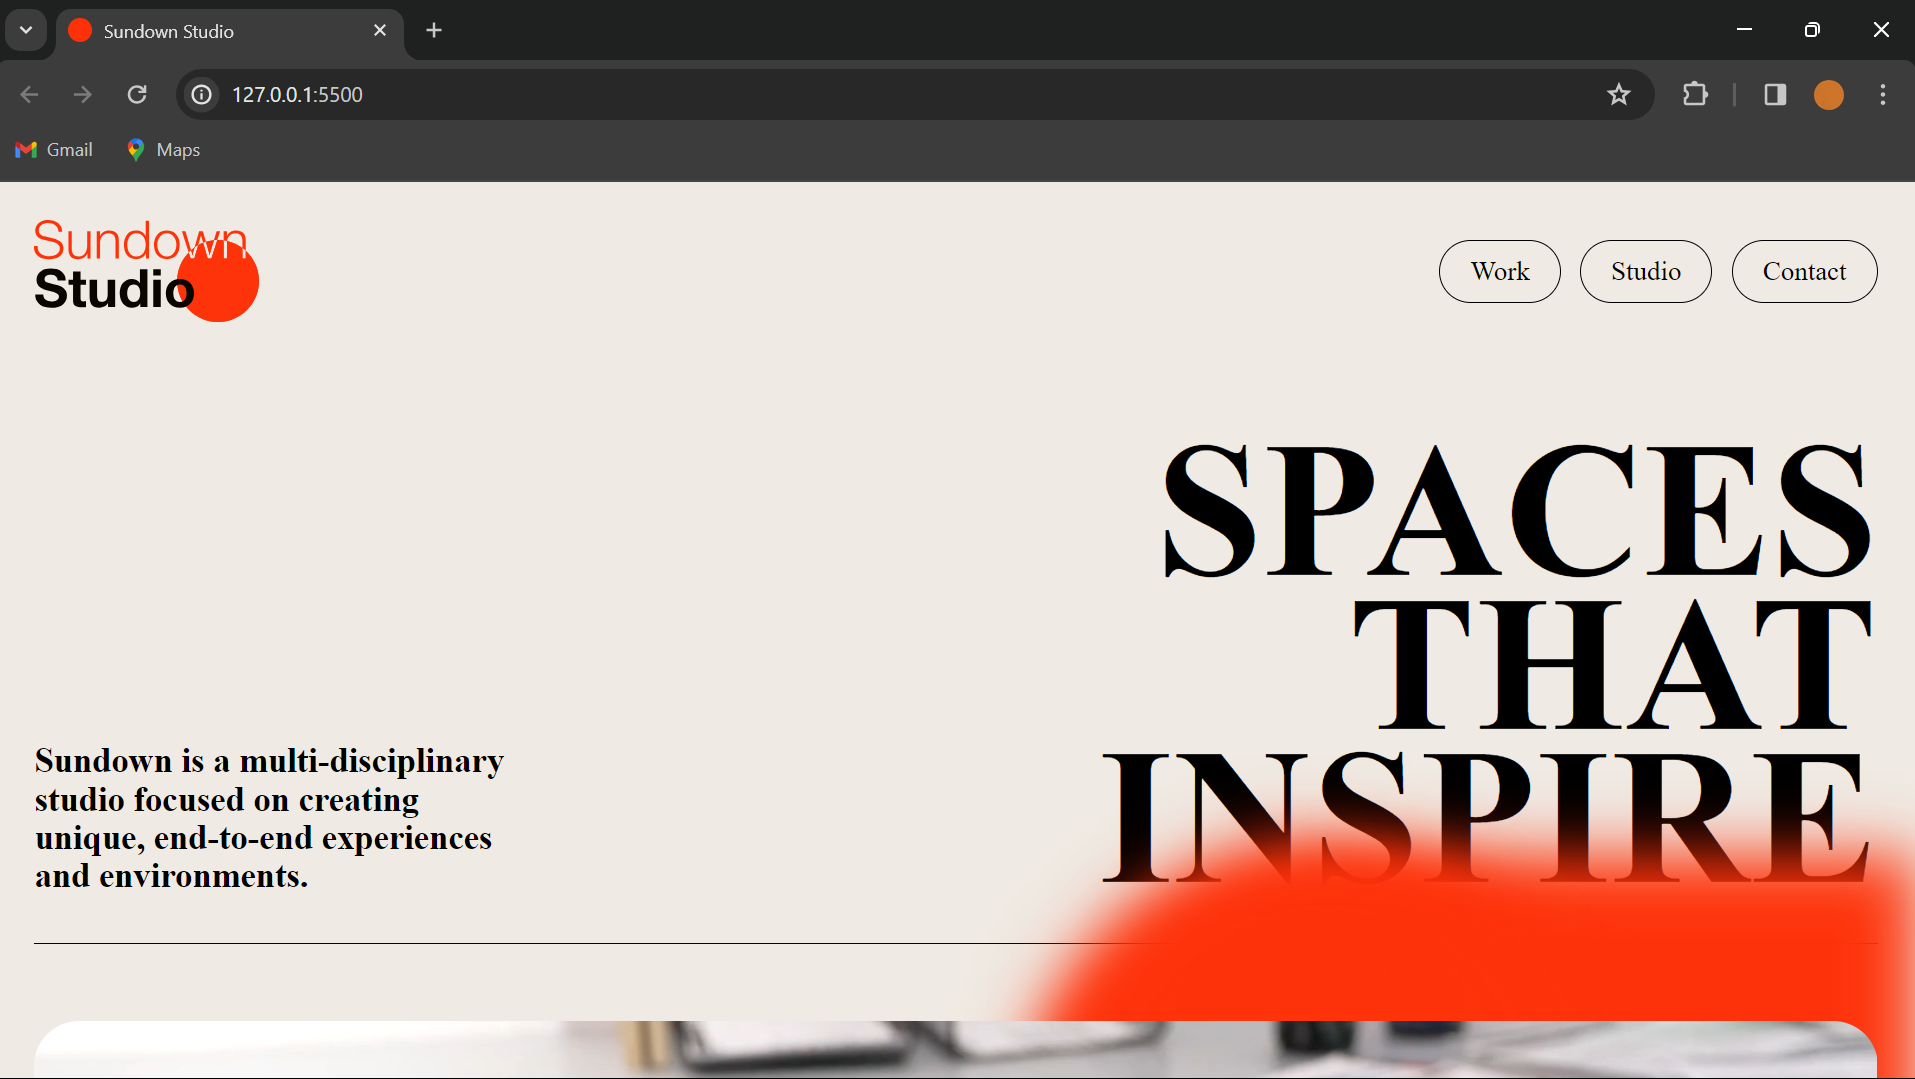 Sundown Studio
127.0.0.1:5500
Gmail
Maps
Sundown
Studio
Work
Studio
Contact
SPACES
THAT
INSPIRE
Sundown is a multi-disciplinary
studio focused on creating
unique, end-to-end experiences
and environments.